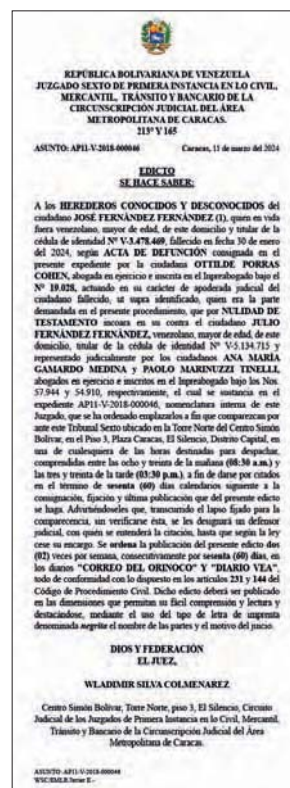 REPÚBLICA BOLIVARIANA DE VENEZUELA
JUZGADO SEXTO DE PRIMERA INSTANCIA EN LO CIVIL,
MERCANTIL, TRÁNSITO Y BANCARIO DE LA
CIRCUNSCRIPCIÓN JUDICIAL DEL ÁREA
METROPOLITANA DE CARACAS.
213º Y 165
ASUNTO: AP11-V-2018-000046 Caracas, 11 de marzo del 2024
EDICTO
SE HACE SABER:
A los HEREDEROS CONOCIDOS Y DESCONOCIDOS del
ciudadano JOSÉ FERNÁNDEZ FERNÁNDEZ (†), quien en vida
fuera venezolano, mayor de edad, de este domicilio y titular de la
cédula de identidad Nº V-3.478.469, fallecido en fecha 30 de enero
del 2024, según ACTA DE DEFUNCIÓN consignada en el
presente expediente por la ciudadana OTTILDE PORRAS
COHEN, abogada en ejercicio e inscrita en el Inpreabogado bajo el
Nº 19.028, actuando en su carácter de apoderada judicial del
ciudadano fallecido, ut supra identificado, quien era la parte
demandada en el presente procedimiento, que por NULIDAD DE
TESTAMENTO incoara en su contra el ciudadano JULIO
FERNÁNDEZ FERNÁNDEZ, venezolano, mayor de edad, de este
domicilio, titular de la cédula de identidad Nº V-5.134.715 y
representado judicialmente por los ciudadanos ANA MARÍA
GAMARDO MEDINA y PAOLO MARINUZZI TINELLI,
abogados en ejercicio e inscritos en el Inpreabogado bajo los Nos.
57.944 y 54.910, respectivamente, el cual se sustancia en el
expediente AP11-V-2018-000046, nomenclatura interna de este
Juzgado, que se ha ordenado emplazarlos a fin que comparezcan por
ante este Tribunal Sexto ubicado en la Torre Norte del Centro Simón
Bolívar, en el Piso 3, Plaza Caracas, El Silencio, Distrito Capital, en
una de cualesquiera de las horas destinadas para despachar,
comprendidas entre las ocho y treinta de la mañana (08:30 a.m.) y
las tres y treinta de la tarde (03:30 p.m.), a fin de darse por citados
en el término de sesenta (60) días calendarios siguiente a la
consignación, fijación y última publicación que del presente edicto
se haga. Advirtiéndoles que, transcurrido el lapso fijado para la
comparecencia, sin verificarse ésta, se les designará un defensor
judicial, con quién se entenderá la citación, hasta que según la ley
cese su encargo. Se ordena la publicación del presente edicto dos
(02) veces por semana, consecutivamente por sesenta (60) días, en
los diarios "CORREO DEL ORINOCO" Y "DIARIO VEA",
todo de conformidad con lo dispuesto en los artículos 231 y 144 del
Código de Procedimiento Civil. Dicho edicto deberá ser publicado
en las dimensiones que permitan su fácil comprensión y lectura y
destacándose, mediante el uso del tipo de letra de imprenta
denominada negrita el nombre de las partes y el motivo del juicio.
DIOS Y FEDERACIÓN
EL JUEZ,
WLADIMIR SILVA COLMENAREZ
Centro Simón Bolívar, Torre Norte, piso 3, El Silencio, Circuito
Judicial de los Juzgados de Primera Instancia en lo Civil, Mercantil,
Tránsito y Bancario de la Circunscripción Judicial del Área
Metropolitana de Caracas.
ASUNTO: AP11-V-2018-000046